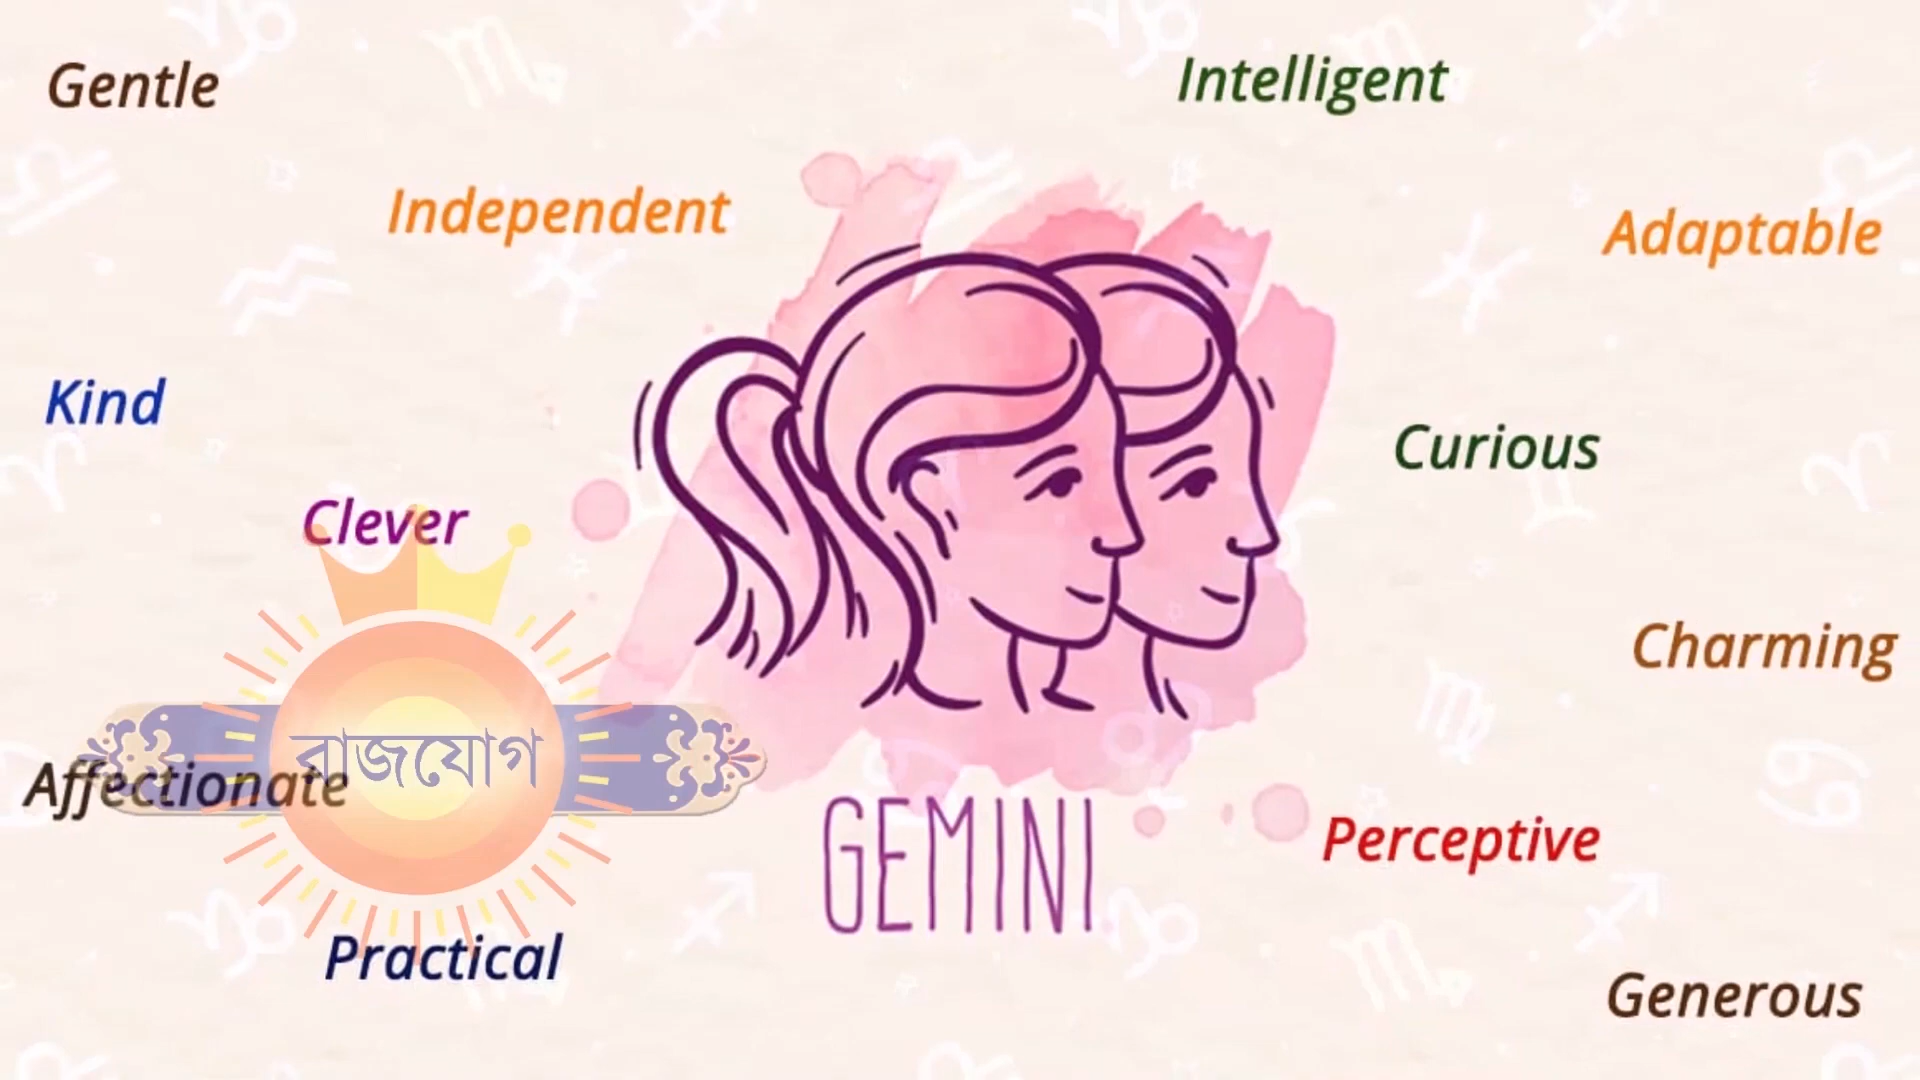 Gentle
Intelligent
Independent
Adaptable
Kind
Curious
Clever
Charming
রাজযোগ
Affectionate
GEMINI
Perceptive
Practical
Generous